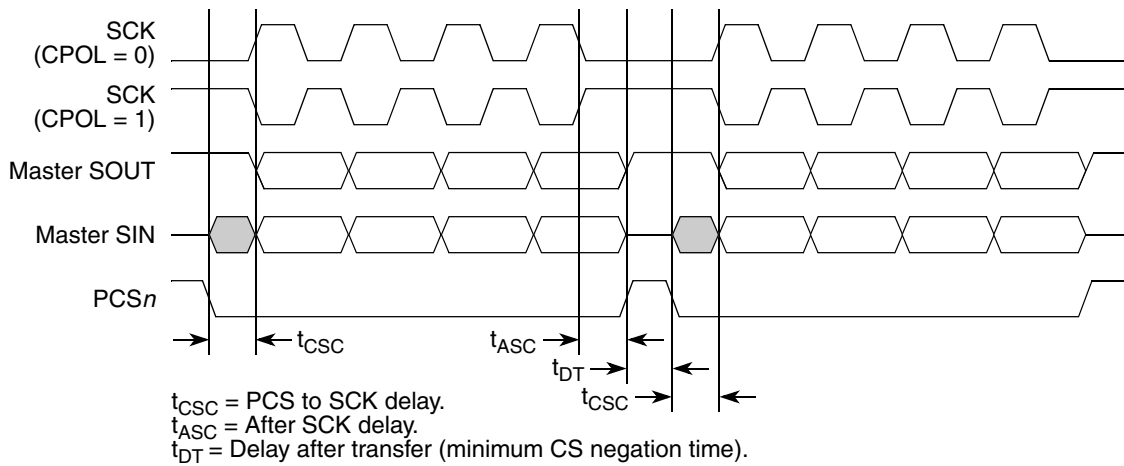 SCK
(CPOL = 0)
SCK
(CPOL = 1)
Master SOUT
Master SIN
PCSn
tCSC
tASC
tDT
tCSC
tCSC = PCS to SCK delay.
tASC = After SCK delay.
tDT = Delay after transfer (minimum CS negation time).